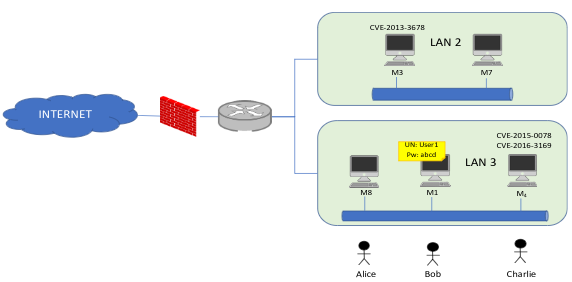 CVE-2013-3678
LAN 2
M3
M7
INTERNET
CVE-2015-0078
CVE-2016-3169
UN: User1
Pw: abcd
LAN 3
M8
M1
M4
Alice
Bob
Charlie